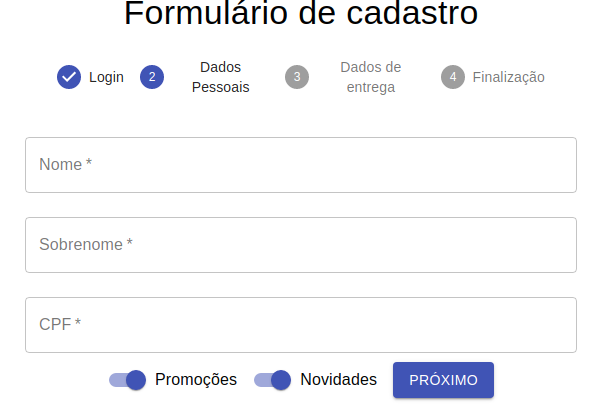 Formulário de cadastro
Login 2 Dados Pessoais 3 Dados de entrega 4 Finalização
Nome *
Sobrenome *
CPF *
Promoções Novidades PRÓXIMO